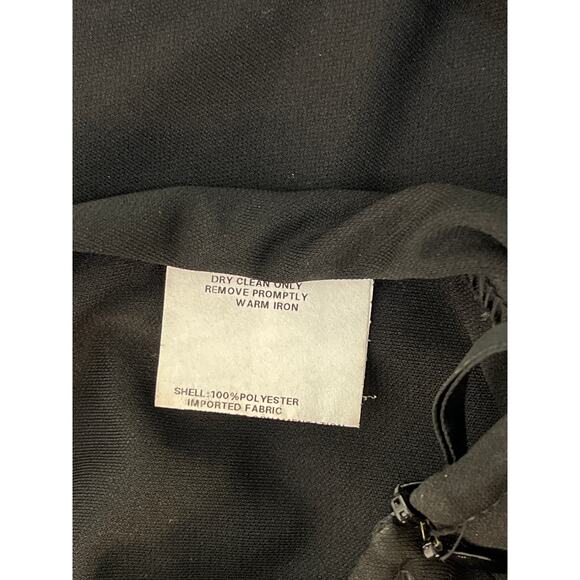 DRY CLEAN ONLY
REMOVE PROMPTLY
WARM IRON
SHELL:100%POLYESTER
IMPORTED FABRIC